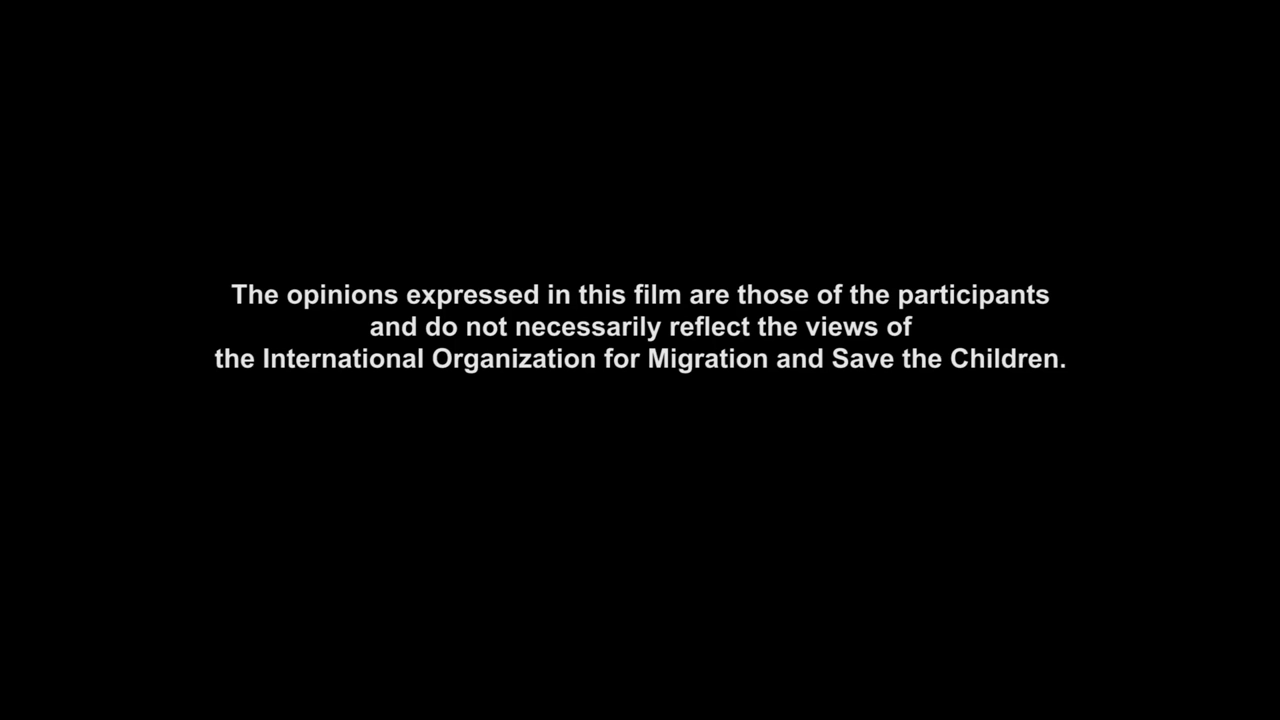 The opinions expressed in this film are those of the participants
and do not necessarily reflect the views of
the International Organization for Migration and Save the Children.